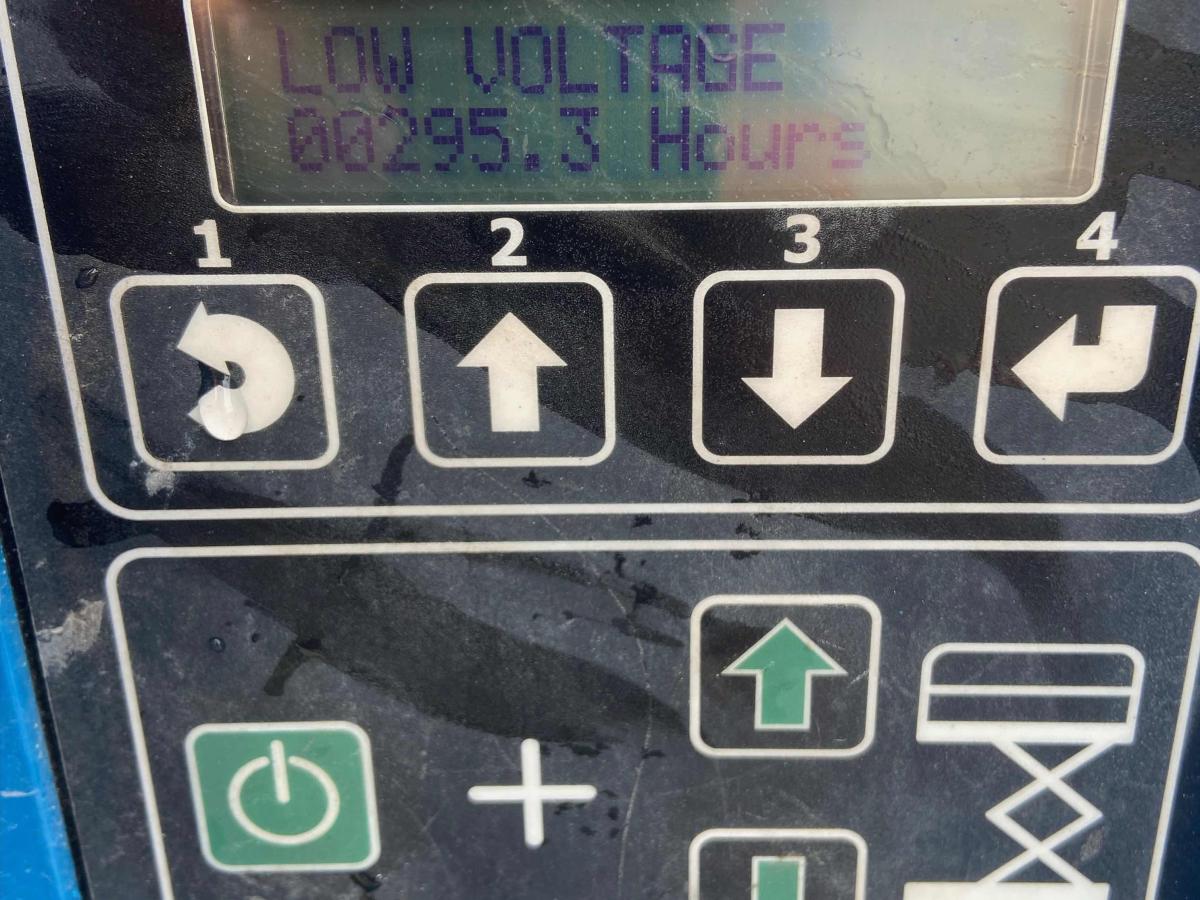 LOW VOLTAGE
00295.3 Hours
1 2 3 4